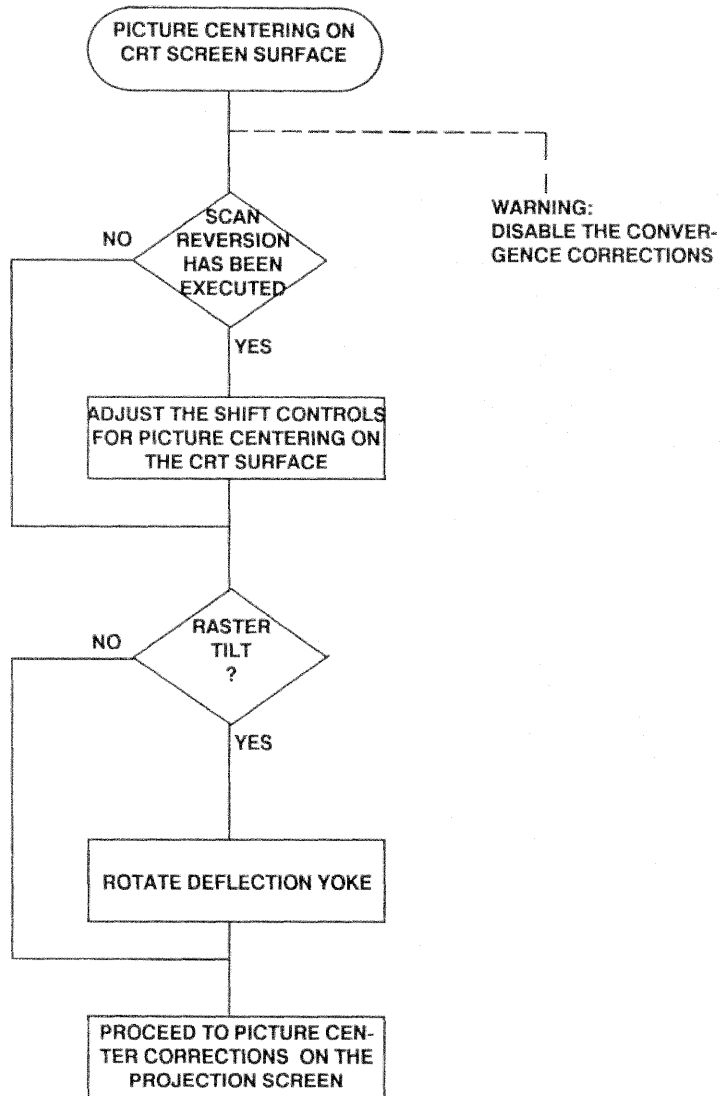 PICTURE CENTERING ON
CRT SCREEN SURFACE
WARNING:
DISABLE THE CONVER-
GENCE CORRECTIONS
SCAN
REVERSION
HAS BEEN
EXECUTED
NO
YES
ADJUST THE SHIFT CONTROLS
FOR PICTURE CENTERING ON
THE CRT SURFACE
RASTER
TILT
?
NO
YES
ROTATE DEFLECTION YOKE
PROCEED TO PICTURE CEN-
TER CORRECTIONS ON THE
PROJECTION SCREEN